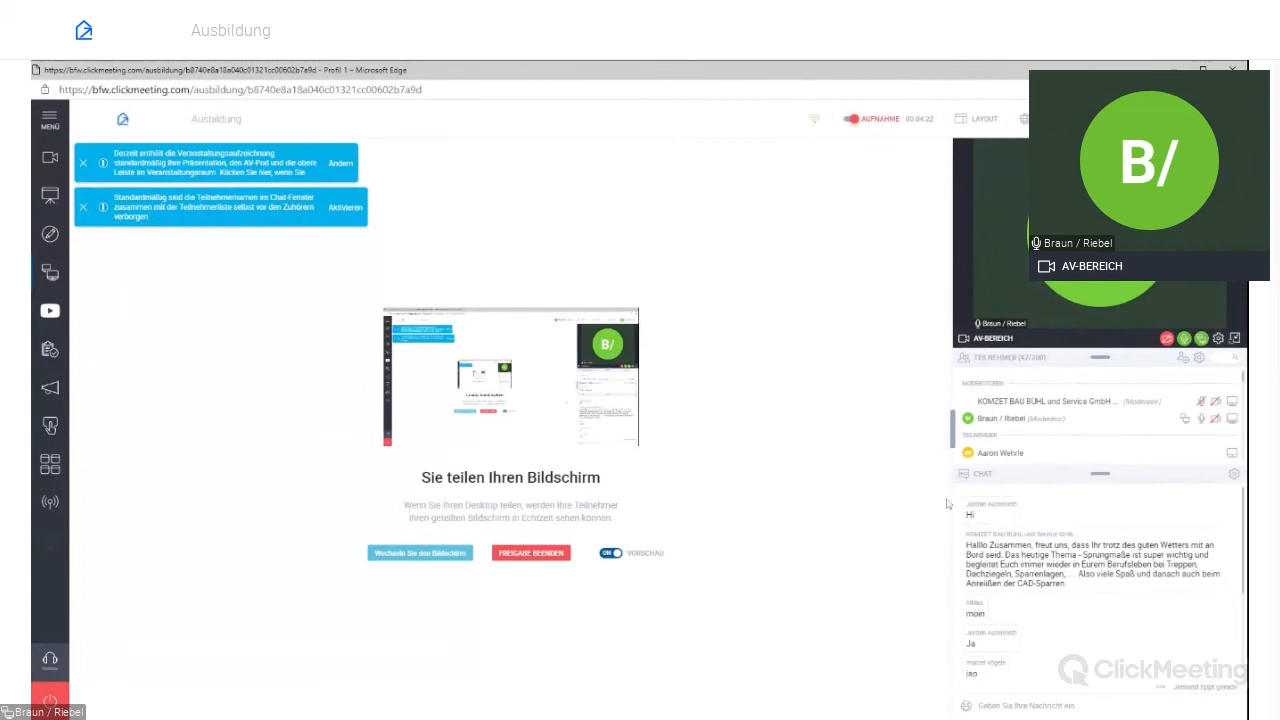 Ausbildung
https://bfw.clickmeeting.com/ausbildung/b8740e8a18a040c01321cc00602b7a9d - Profil 1 – Microsoft Edge
https://bfw.clickmeeting.com/ausbildung/b8740e8a18a040c01321cc00602b7a9d
MENÜ
Ausbildung
AUFNAHME 00:04:22
LAYOUT
Derzeit enthält die Veranstaltungsaufzeichnung
standardmäßig Ihre Präsentation, den AV-Pod und die obere
Leiste im Veranstaltungsraum. Klicken Sie hier, wenn Sie
Ändern
Standardmäßig sind die Teilnehmernamen im Chat-Fenster
zusammen mit der Teilnehmerliste selbst vor den Zuhörern
verborgen
Aktivieren
B/
Braun / Riebel
AV-BEREICH
Braun / Riebel
AV-BEREICH
B/
Sie teilen Ihren Bildschirm
Wenn Sie Ihren Desktop teilen, werden Ihre Teilnehmer
Ihren geteilten Bildschirm in Echtzeit sehen können.
Wechseln Sie den Bildschirm
FREIGABE BEENDEN
ON
VORSCHAU
TEILNEHMER (47/200)
MODERATOREN
KOMZET BAU BÜHL und Service GmbH ... (Moderator)
Braun / Riebel (Moderator)
TEILNEHMER
Aaron Wehrle
CHAT
Jordan Autenrieth
Hi
KOMZET BAU BÜHL und Service Gmb...
Halllo Zusammen, freut uns, dass Ihr trotz des guten Wetters mit an
Bord seid. Das heutige Thema - Sprungmaße ist super wichtig und
begleitet Euch immer wieder in Eurem Berufsleben bei Treppen,
Dachziegeln, Sparrenlagen, ... Also viele Spaß und danach auch beim
Anreißen der CAD-Sparren
moin
Jordan Autenrieth
Ja
marcel vögele
jap
ClickMeeting
Jemand tippt gerade
Geben Sie Ihre Nachricht ein
Braun / Riebel